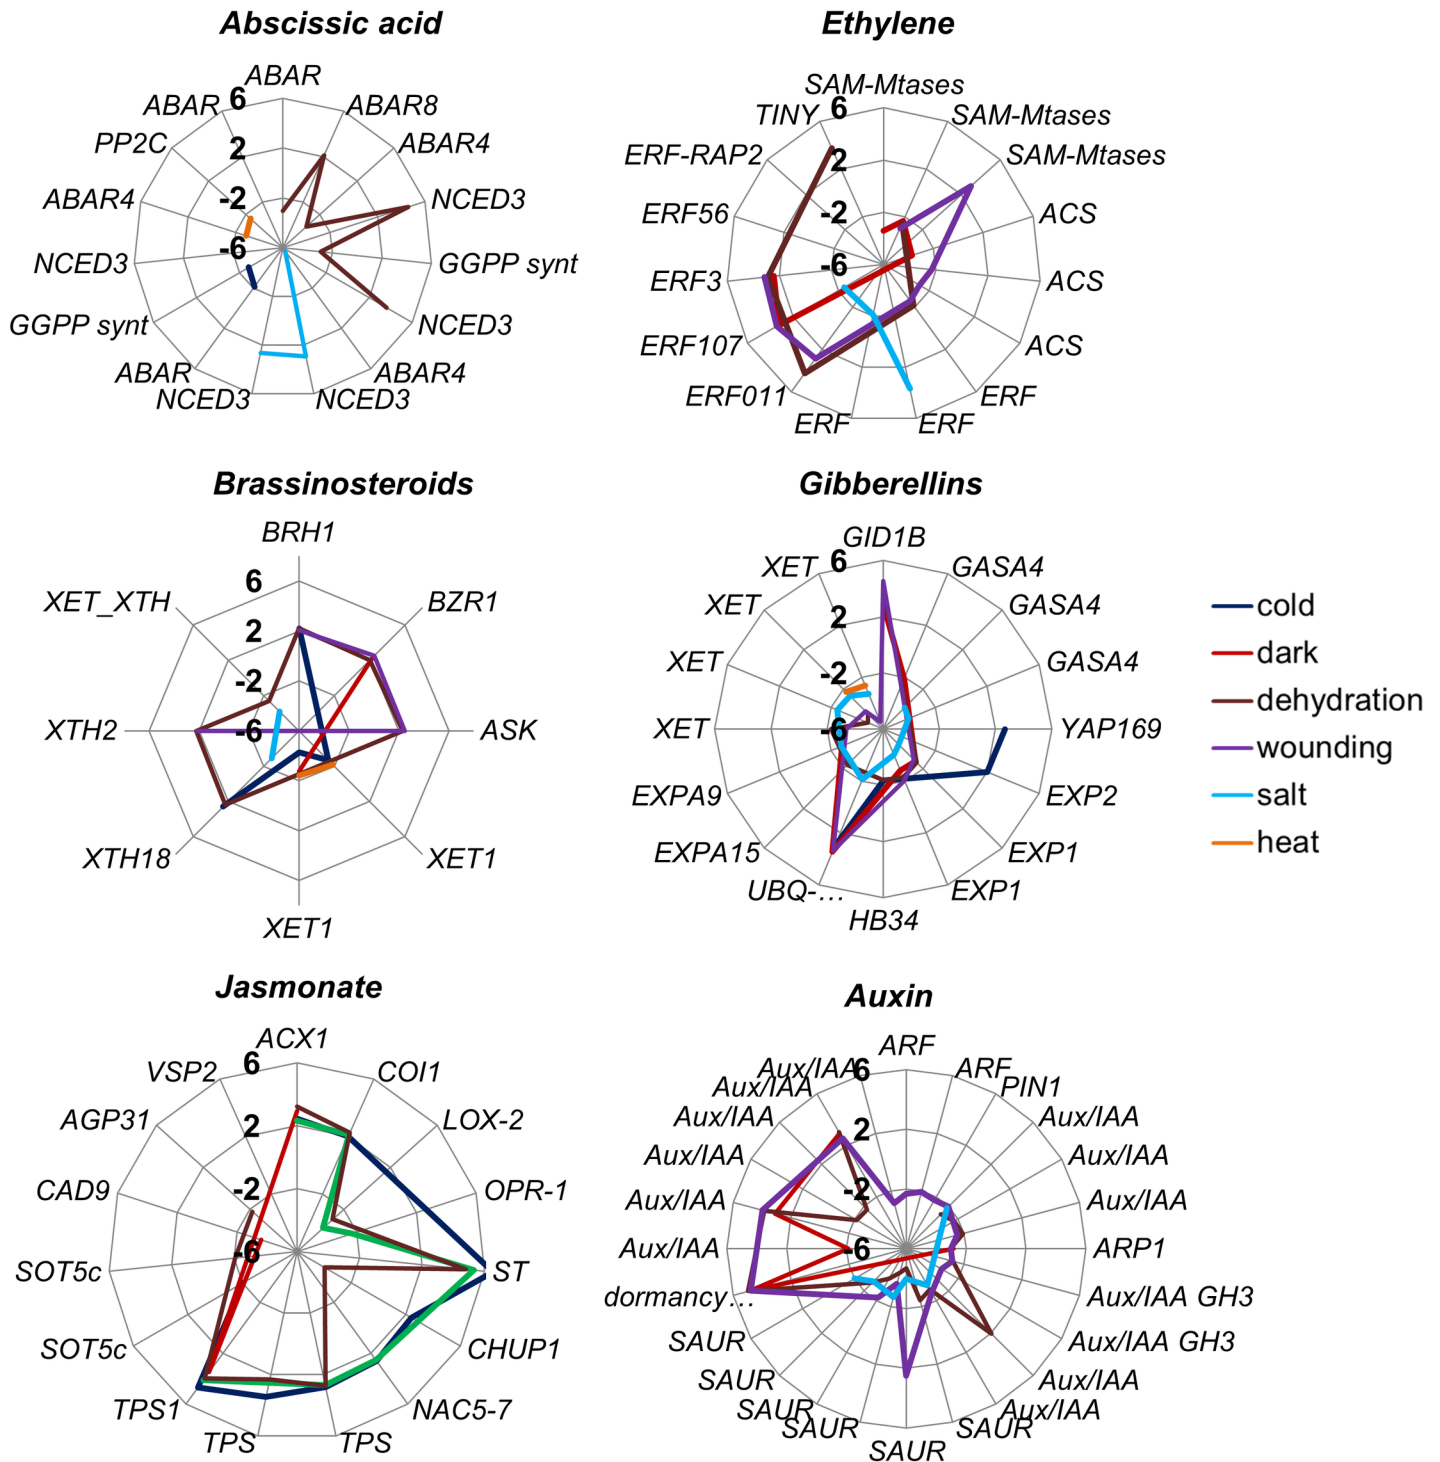 Abscissic acid
ABAR
ABAR8
ABAR4
NCED3
GGPP synt
NCED3
ABAR4
NCED3
NCED3
ABAR
GGPP synt
NCED3
ABAR4
PP2C
ABAR
6
2
-2
-6
Ethylene
SAM-Mtases
SAM-Mtases
SAM-Mtases
ACS
ACS
ACS
ERF
ERF
ERF
ERF011
ERF107
ERF3
ERF56
ERF-RAP2
TINY
6
2
-2
-6
Brassinosteroids
BRH1
BZR1
ASK
XET1
XET1
XTH18
XTH2
XET_XTH
6
2
-2
-6
Gibberellins
GID1B
GASA4
GASA4
GASA4
YAP169
EXP2
EXP1
EXP1
HB34
UBQ-...
EXPA15
EXPA9
XET
XET
XET
XET
6
2
-2
-6
cold
dark
dehydration
wounding
salt
heat
Jasmonate
ACX1
COI1
LOX-2
OPR-1
ST
CHUP1
NAC5-7
TPS
TPS
TPS1
SOT5c
SOT5c
CAD9
AGP31
VSP2
6
2
-2
-6
Auxin
ARF
ARF
PIN1
Aux/IAA
Aux/IAA
Aux/IAA
ARP1
Aux/IAA GH3
Aux/IAA GH3
Aux/IAA
Aux/IAA
SAUR
SAUR
SAUR
SAUR
SAUR
SAUR
dormancy...
Aux/IAA
Aux/IAA
Aux/IAA
Aux/IAA
Aux/IAA
Aux/IAA
6
2
-2
-6